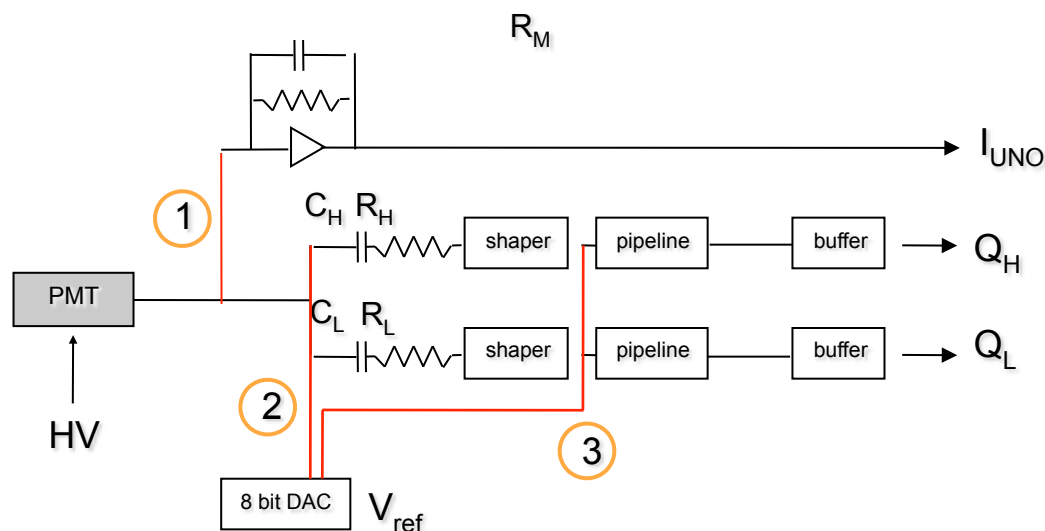 R_M
I_UNO
1
C_H R_H
shaper pipeline buffer Q_H
PMT
C_L R_L
shaper pipeline buffer Q_L
2
HV
3
8 bit DAC V_ref